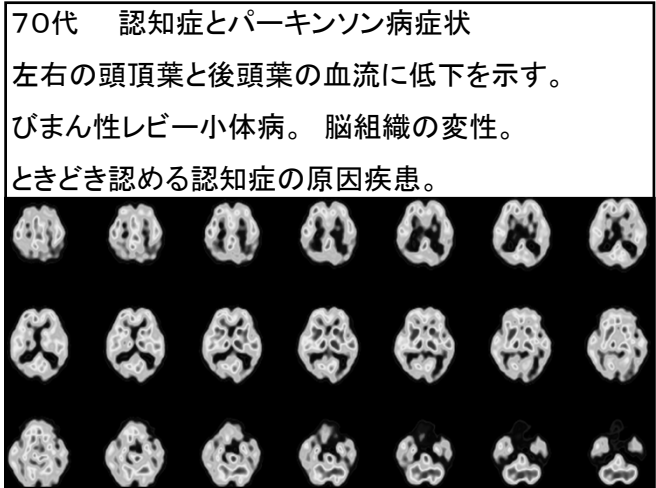 70代　認知症とパーキンソン病症状
左右の頭頂葉と後頭葉の血流に低下を示す。
びまん性レビー小体病。 脳組織の変性。
ときどき認める認知症の原因疾患。